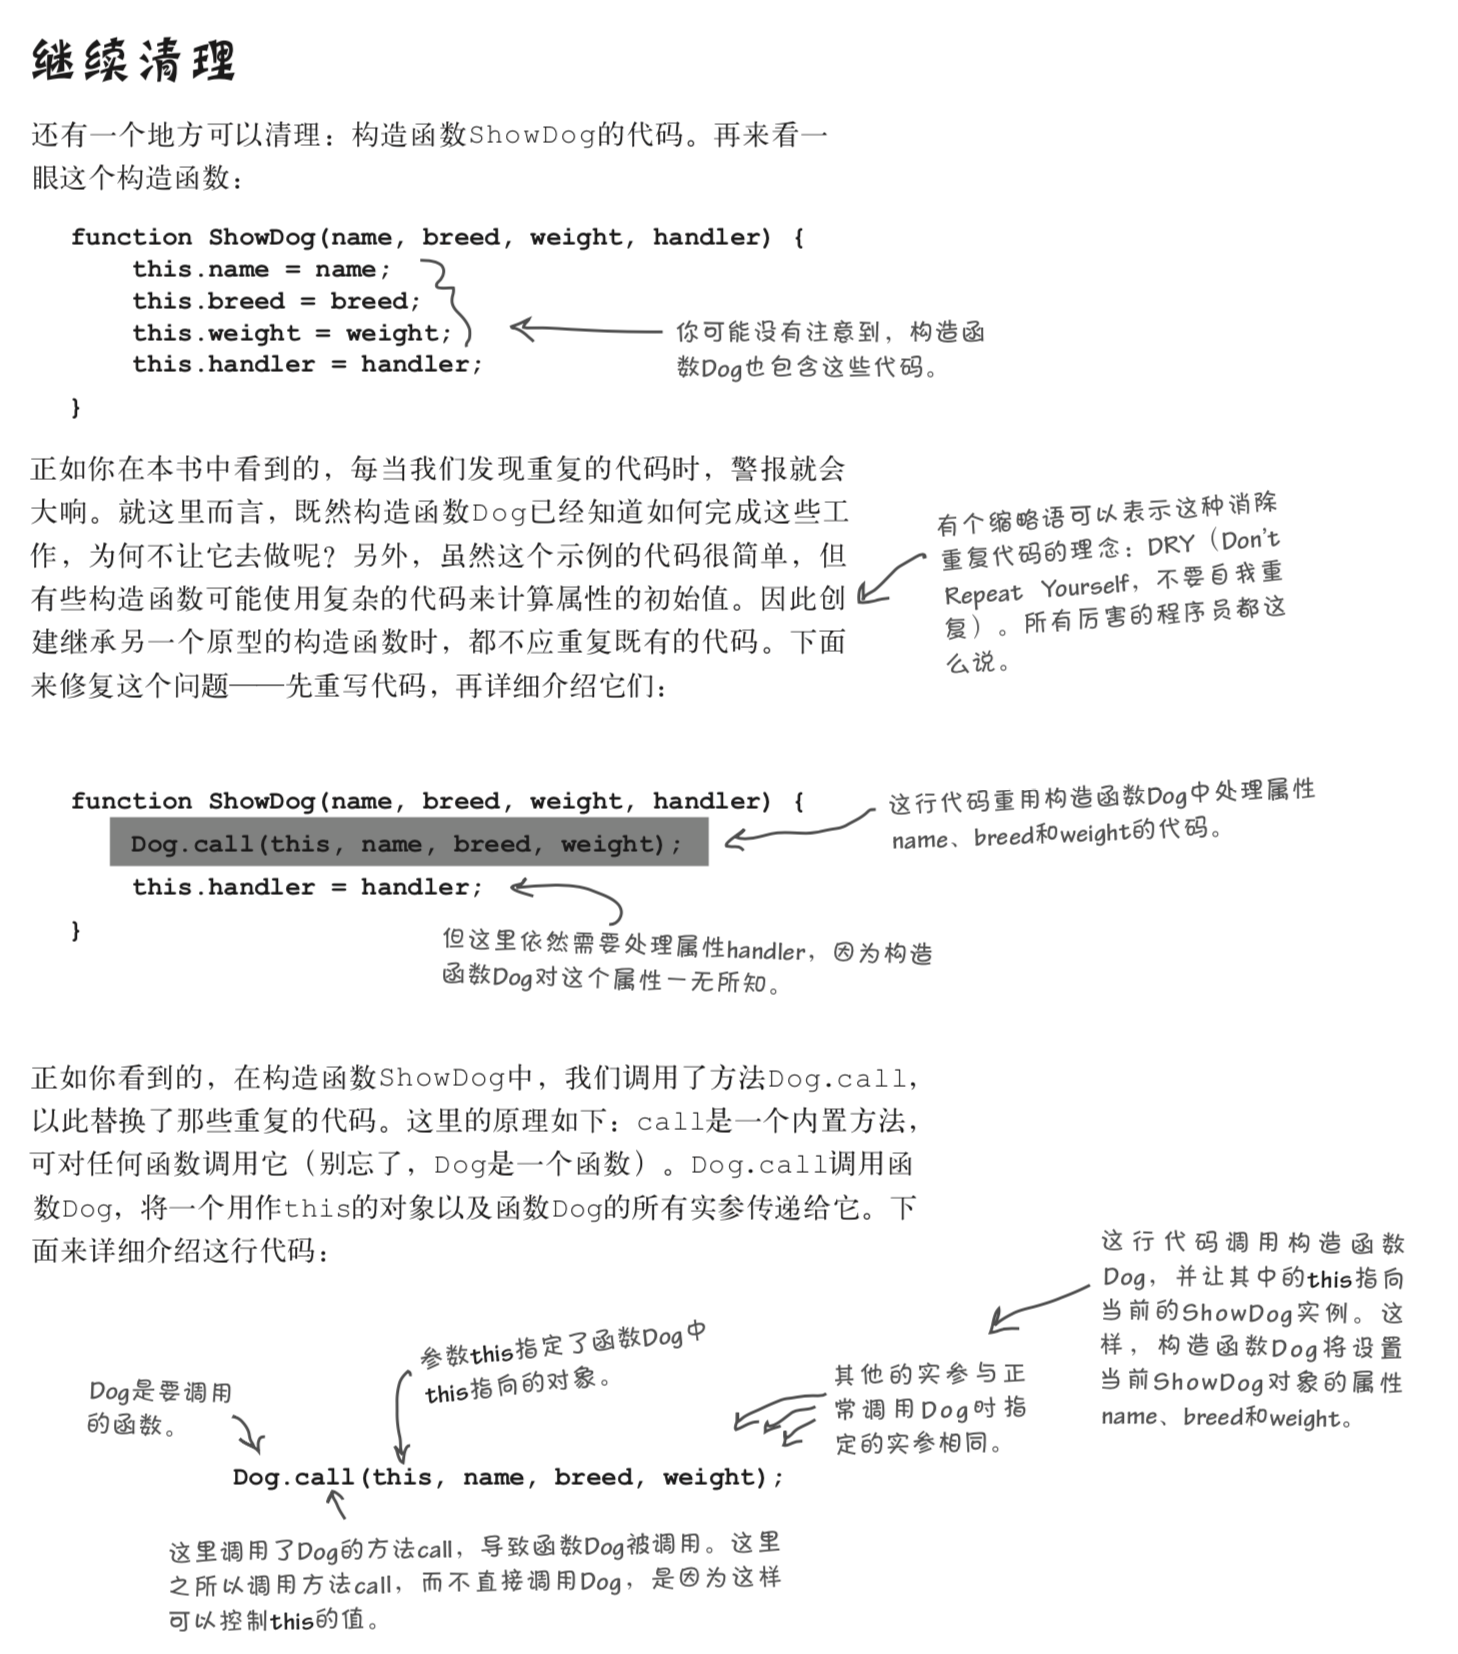 继续清理
还有一个地方可以清理：构造函数ShowDog的代码。再来看一
眼这个构造函数：
function ShowDog(name, breed, weight, handler) {
this.name = name;
this.breed = breed;
this.weight = weight;
this.handler = handler;
}
你可能没有注意到，构造函
数Dog也包含这些代码。
正如你在本书中看到的，每当我们发现重复的代码时，警报就会
大响。就这里而言，既然构造函数Dog已经知道如何完成这些工
作，为何不让它去做呢？另外，虽然这个示例的代码很简单，但
有些构造函数可能使用复杂的代码来计算属性的初始值。因此创
建继承另一个原型的构造函数时，都不应重复既有的代码。下面
来修复这个问题——先重写代码，再详细介绍它们：
有个缩略语可以表示这种消除
重复代码的理念：DRY（Don't
Repeat Yourself，不要自我重
复）。所有厉害的程序员都这
么说。
function ShowDog(name, breed, weight, handler) {
Dog.call(this, name, breed, weight);
this.handler = handler;
}
这行代码重用构造函数Dog中处理属性
name、breed和weight的代码。
但这里依然需要处理属性handler，因为构造
函数Dog对这个属性一无所知。
正如你看到的，在构造函数ShowDog中，我们调用了方法Dog.call，
以此替换了那些重复的代码。这里的原理如下：call是一个内置方法，
可对任何函数调用它（别忘了，Dog是一个函数）。Dog.call调用函
数Dog，将一个用作this的对象以及函数Dog的所有实参传递给它。下
面来详细介绍这行代码：
这行代码调用构造函数
Dog，并让其中的this指向
当前的ShowDog实例。这
样，构造函数Dog将设置
当前ShowDog对象的属性
name、breed和weight。
参数this指定了函数Dog中
this指向的对象。
Dog是要调用
的函数。
其他的实参与正
常调用Dog时指
定的实参相同。
Dog.call(this, name, breed, weight);
这里调用了Dog的方法call，导致函数Dog被调用。这里
之所以调用方法call，而不直接调用Dog，是因为这样
可以控制this的值。